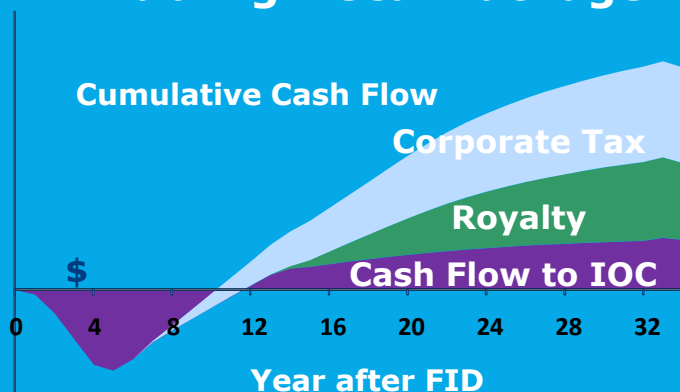 Cumulative Cash Flow
Corporate Tax
Royalty
Cash Flow to IOC
$
0 4 8 12 16 20 24 28 32
Year after FID